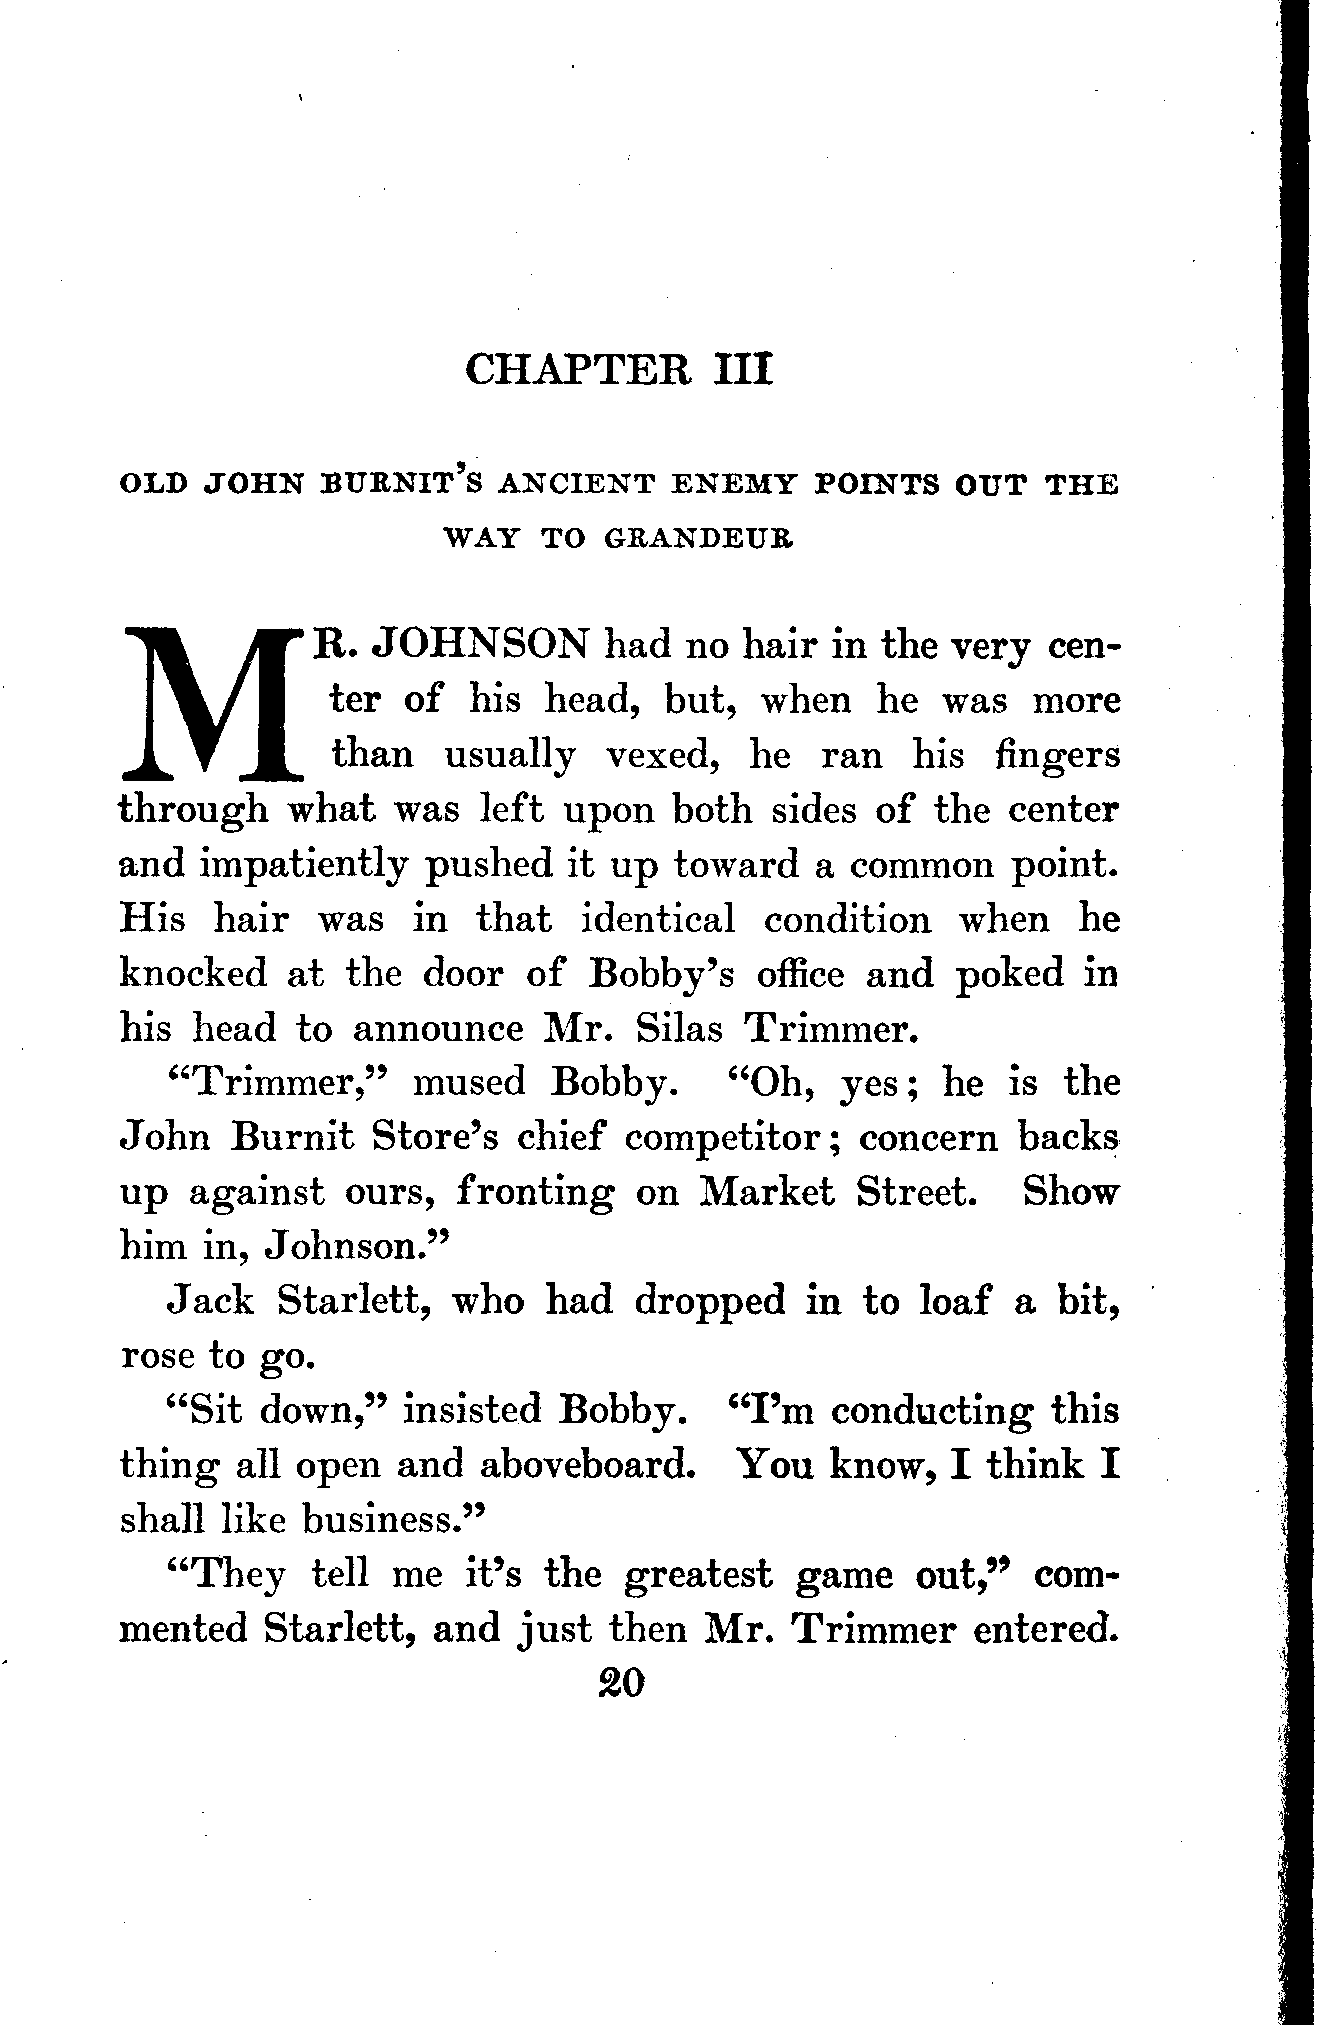 CHAPTER III
OLD JOHN BURNIT'S ANCIENT ENEMY POINTS OUT THE
WAY TO GRANDEUR
MR. JOHNSON had no hair in the very cen-
ter of his head, but, when he was more
than usually vexed, he ran his fingers
through what was left upon both sides of the center
and impatiently pushed it up toward a common point.
His hair was in that identical condition when he
knocked at the door of Bobby's office and poked in
his head to announce Mr. Silas Trimmer.
“Trimmer,” mused Bobby. “Oh, yes; he is the
John Burnit Store's chief competitor; concern backs
up against ours, fronting on Market Street. Show
him in, Johnson.”
Jack Starlett, who had dropped in to loaf a bit,
rose to go.
“Sit down,” insisted Bobby. “I'm conducting this
thing all open and aboveboard. You know, I think I
shall like business.”
“They tell me it's the greatest game out,” com-
mented Starlett, and just then Mr. Trimmer entered.
20